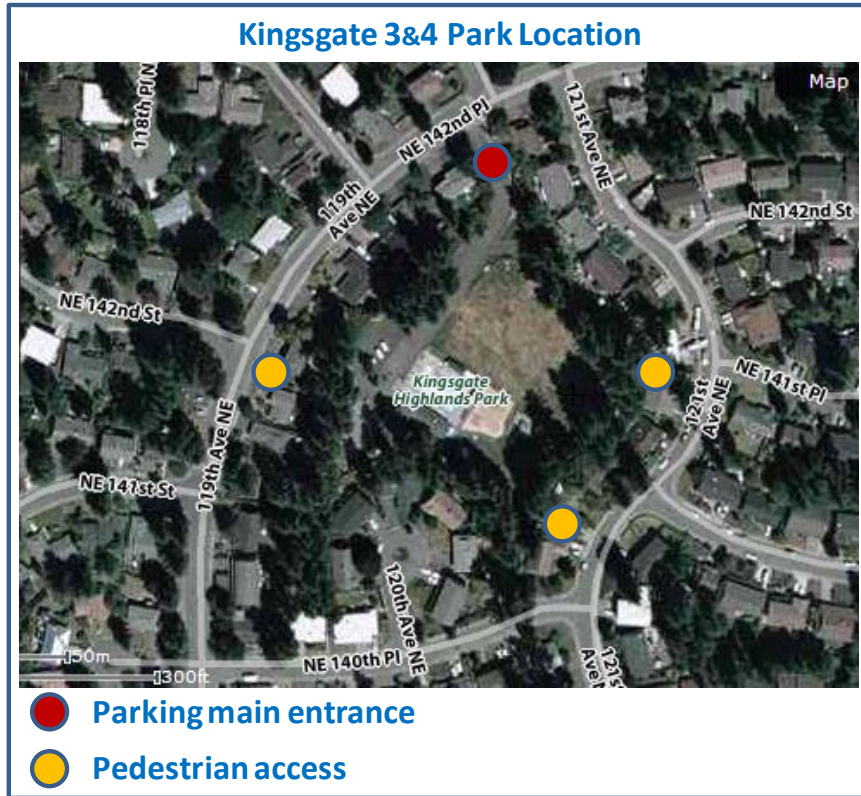 Kingsgate 3&4 Park Location
Map
118th Pl N
NE 142nd Pl
121st Ave NE
119th
Ave NE
NE 142nd St
NE 142nd St
Kingsgate
Highlands Park
NE 141st Pl
121st
Ave NE
119th Ave NE
NE 141st St
120th Ave NE
NE 140th Pl
121st
Ave N
50m
300ft
Parking main entrance
Pedestrian access